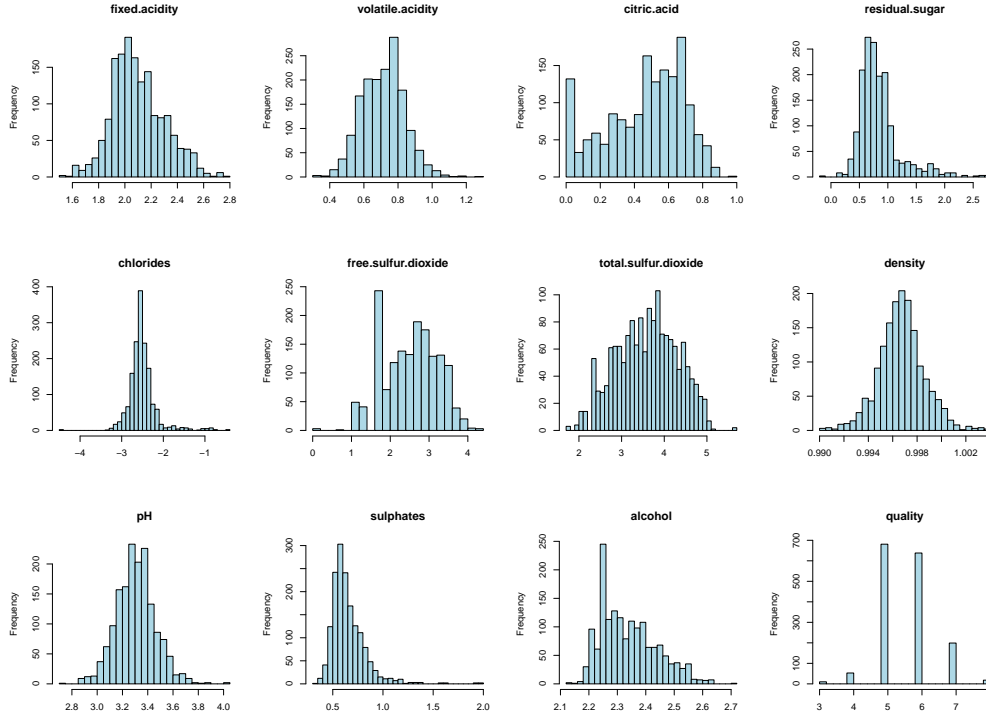 fixed.acidity
Frequency
0 50 100 150
1.6 1.8 2.0 2.2 2.4 2.6 2.8
volatile.acidity
Frequency
0 50 100 150 200 250
0.4 0.6 0.8 1.0 1.2
citric.acid
Frequency
0 50 100 150
0.0 0.2 0.4 0.6 0.8 1.0
residual.sugar
Frequency
0 50 100 150 200 250
0.0 0.5 1.0 1.5 2.0 2.5
chlorides
Frequency
0 100 200 300 400
−4 −3 −2 −1
free.sulfur.dioxide
Frequency
0 50 100 150 200 250
0 1 2 3 4
total.sulfur.dioxide
Frequency
0 20 40 60 80 100
2 3 4 5
density
Frequency
0 50 100 150 200
0.990 0.994 0.998 1.002
pH
Frequency
0 50 100 150 200
2.8 3.0 3.2 3.4 3.6 3.8 4.0
sulphates
Frequency
0 100 200 300
0.5 1.0 1.5 2.0
alcohol
Frequency
0 50 100 150 200 250
2.1 2.2 2.3 2.4 2.5 2.6 2.7
quality
Frequency
0 100 300 500 700
3 4 5 6 7